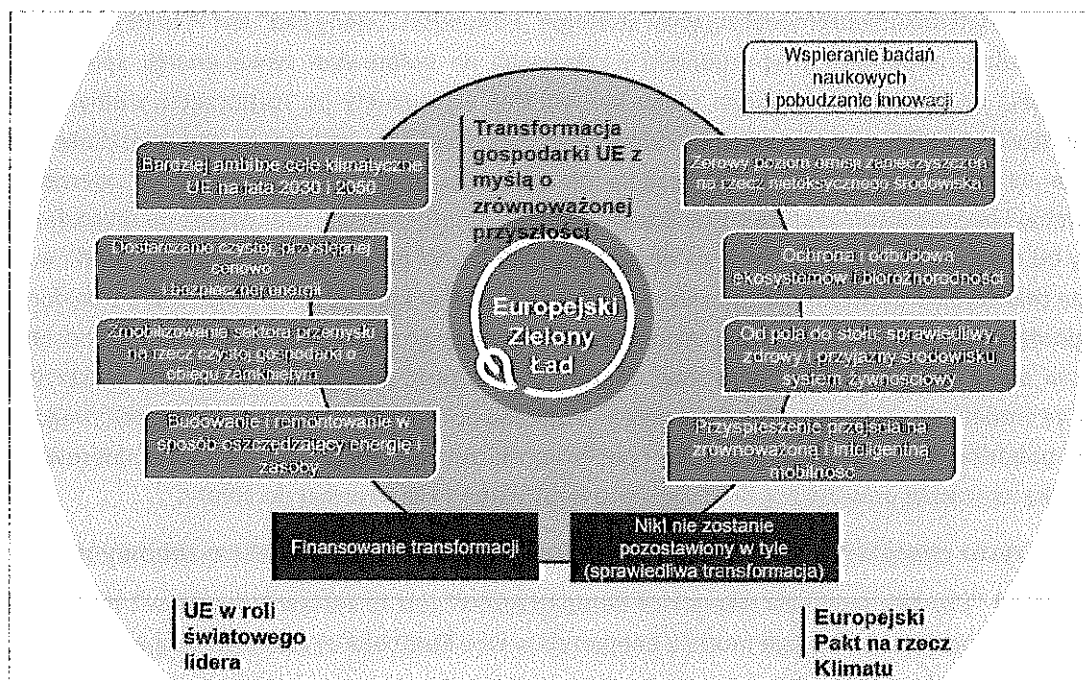 Wspieranie badań
naukowych
i pobudzanie innowacji
Transformacja
gospodarki UE z
myślą o
zrównoważonej
przyszłości
Bardziej ambitne cele klimatyczne
UE na lata 2030 i 2050
Zerowy poziom emisji zanieczyszczeń
na rzecz nietoksycznego środowiska
Dostarczanie czystej, przystępnej
cenowo
i bezpiecznej energii
Ochrona i odbudowa
ekosystemów i bioróżnorodności
Europejski
Zielony
Ład
Zmobilizowanie sektora przemysłu
na rzecz czystej gospodarki o
obiegu zamkniętym
Od pola do stołu: sprawiedliwy,
zdrowy i przyjazny środowisku
system żywnościowy
Budowanie i remontowanie w
sposób oszczędzający energię i
zasoby
Przyspieszenie przejścia na
zrównoważoną i inteligentną
mobilność
Finansowanie transformacji
Nikt nie zostanie
pozostawiony w tyle
(sprawiedliwa transformacja)
UE w roli
światowego
lidera
Europejski
Pakt na rzecz
Klimatu